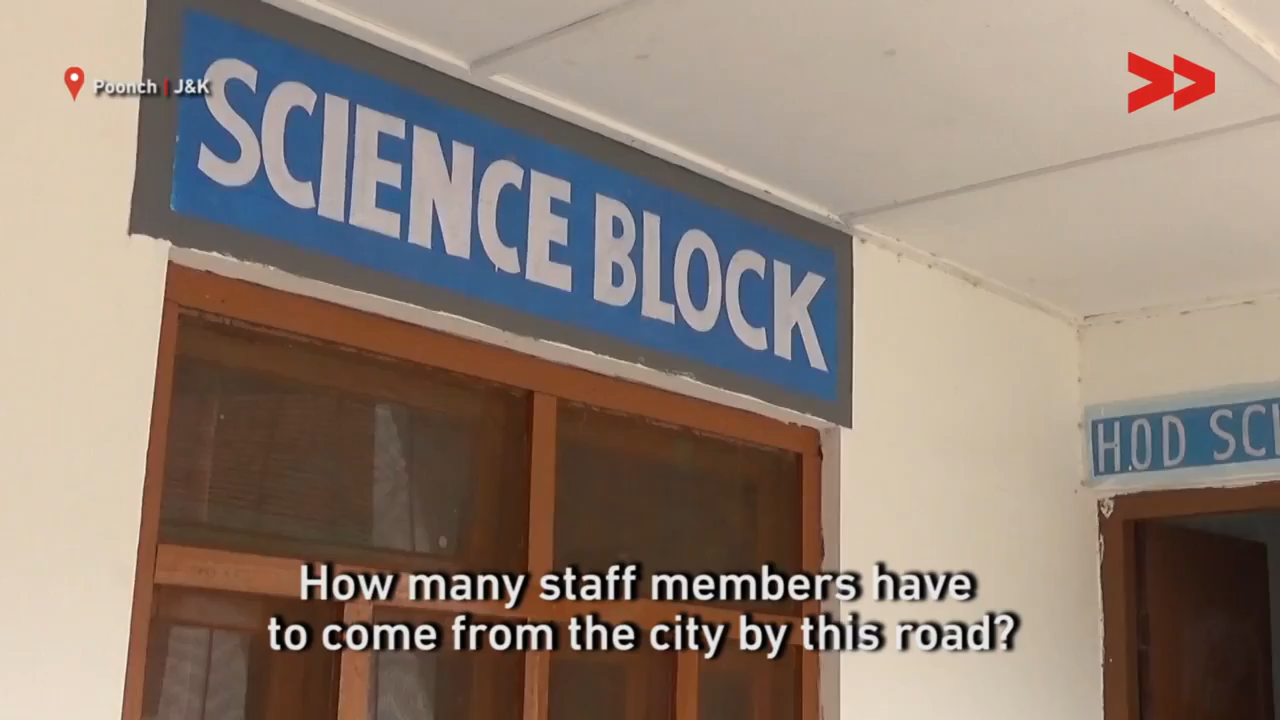 Poonch | J&K
SCIENCE BLOCK
H.O.D SC
How many staff members have
to come from the city by this road?